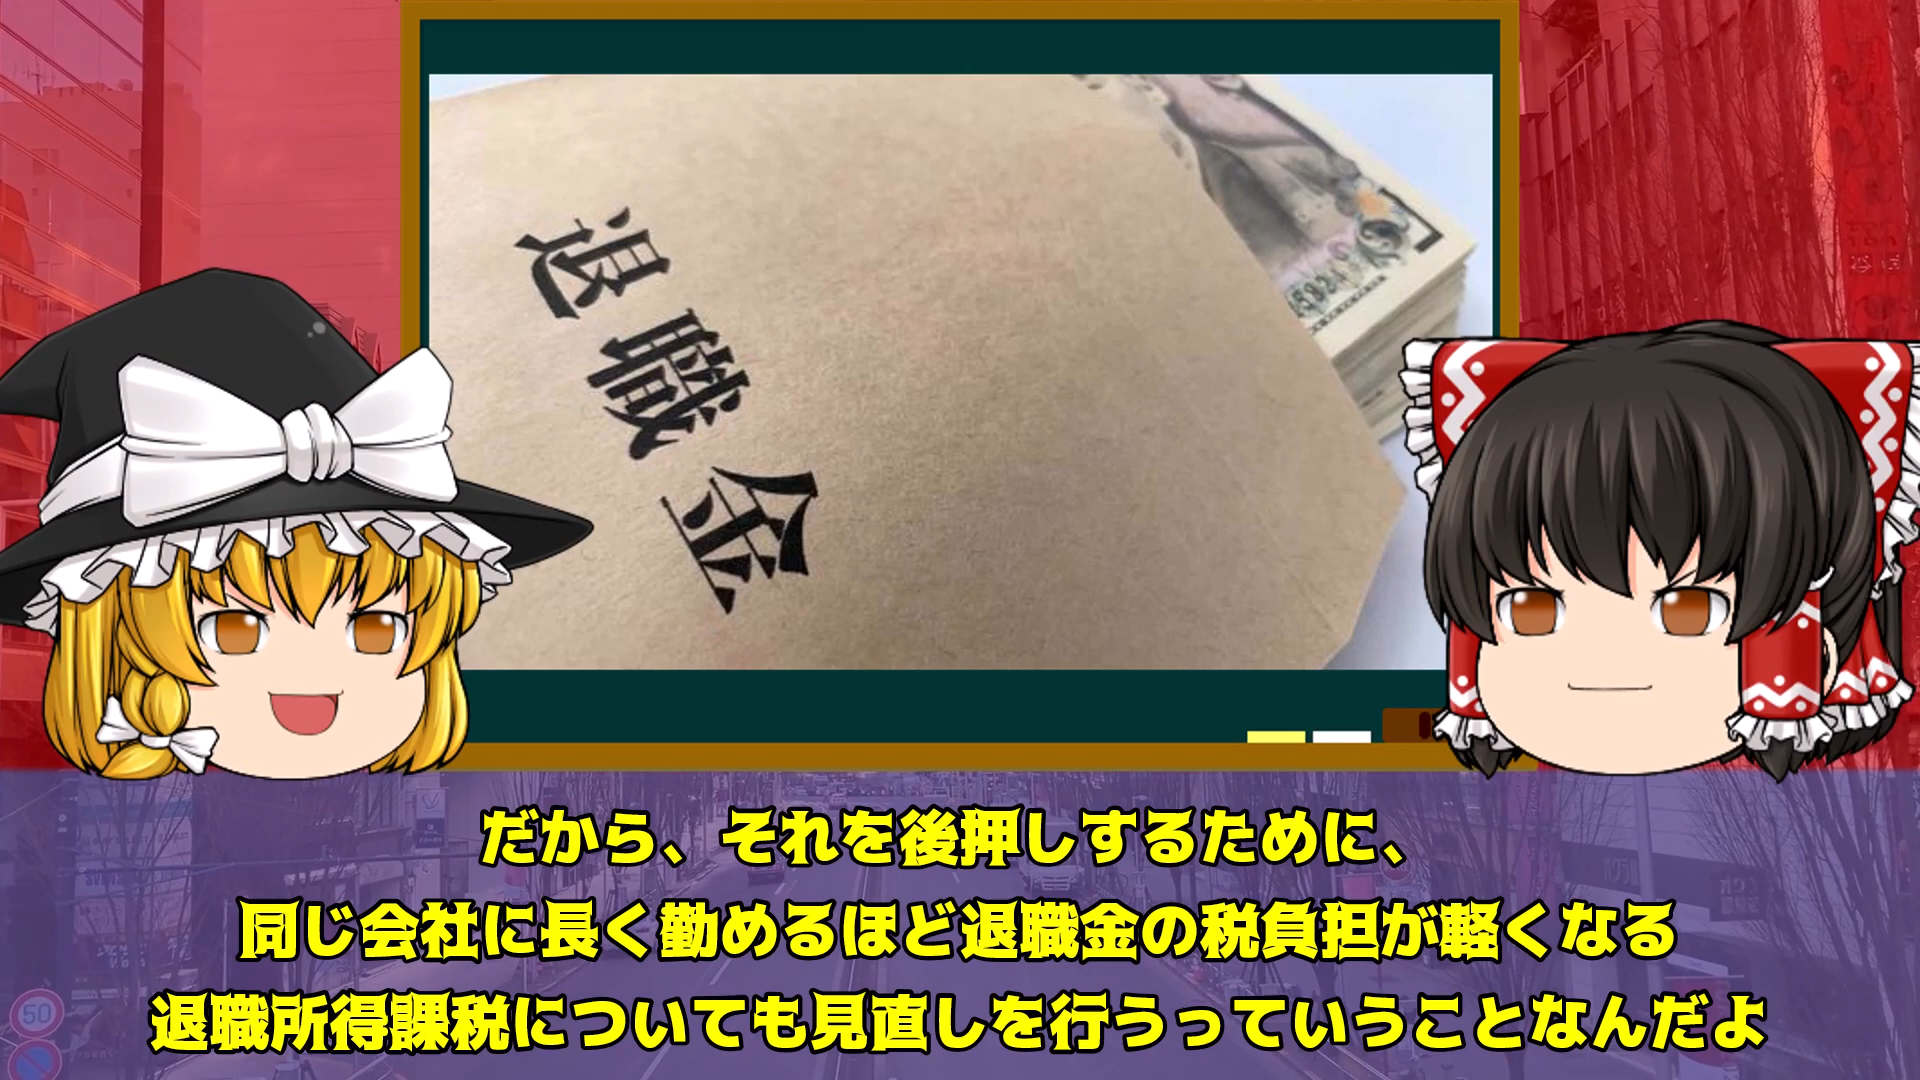 退職金
だから、それを後押しするために、
同じ会社に長く勤めるほど退職金の税負担が軽くなる
退職所得課税についても見直しを行うっていうことなんだよ
50